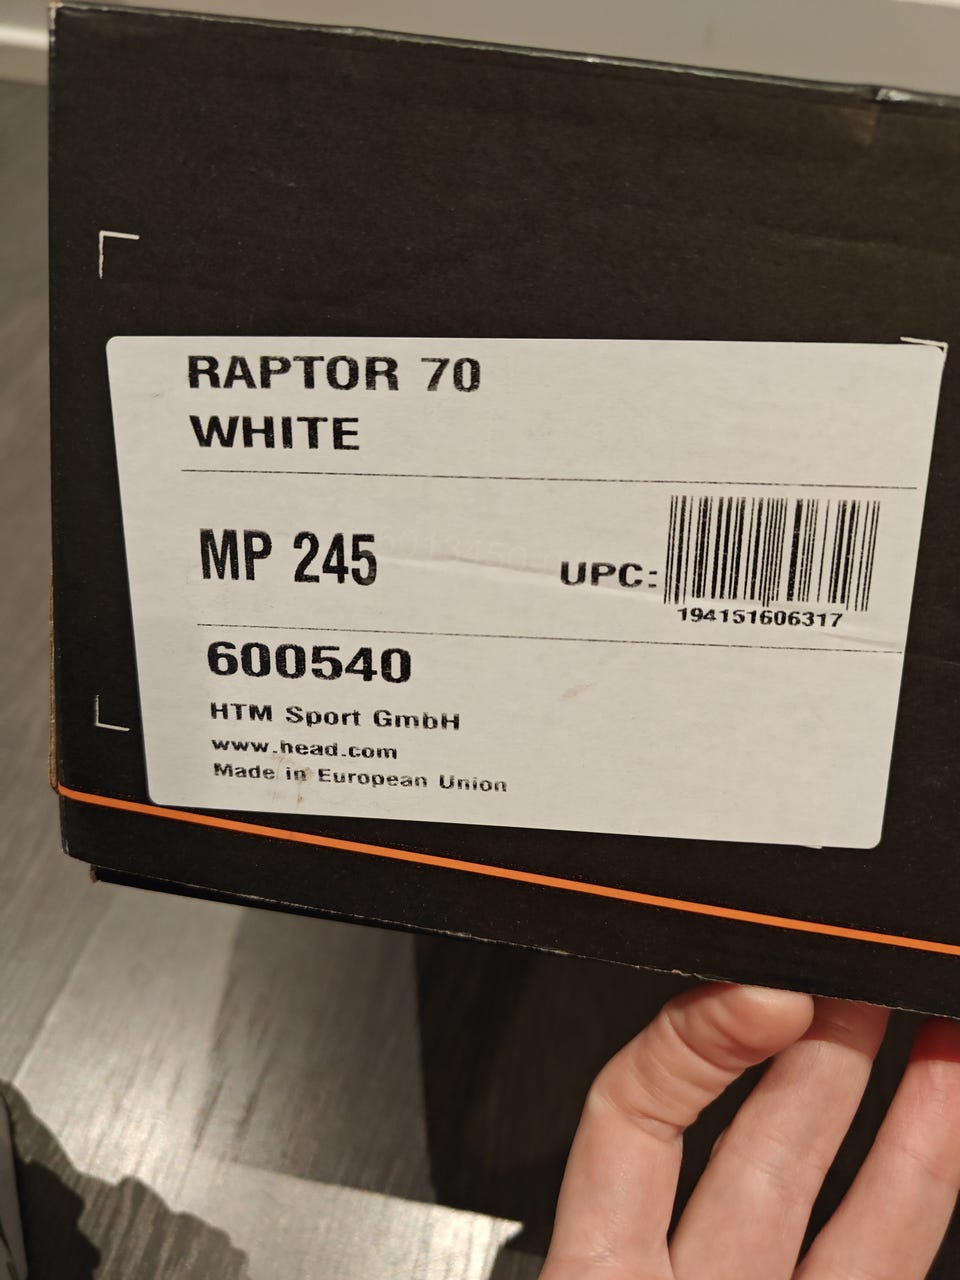 RAPTOR 70
WHITE
MP 245
UPC:
194151606317
600540
HTM Sport GmbH
www.head.com
Made in European Union